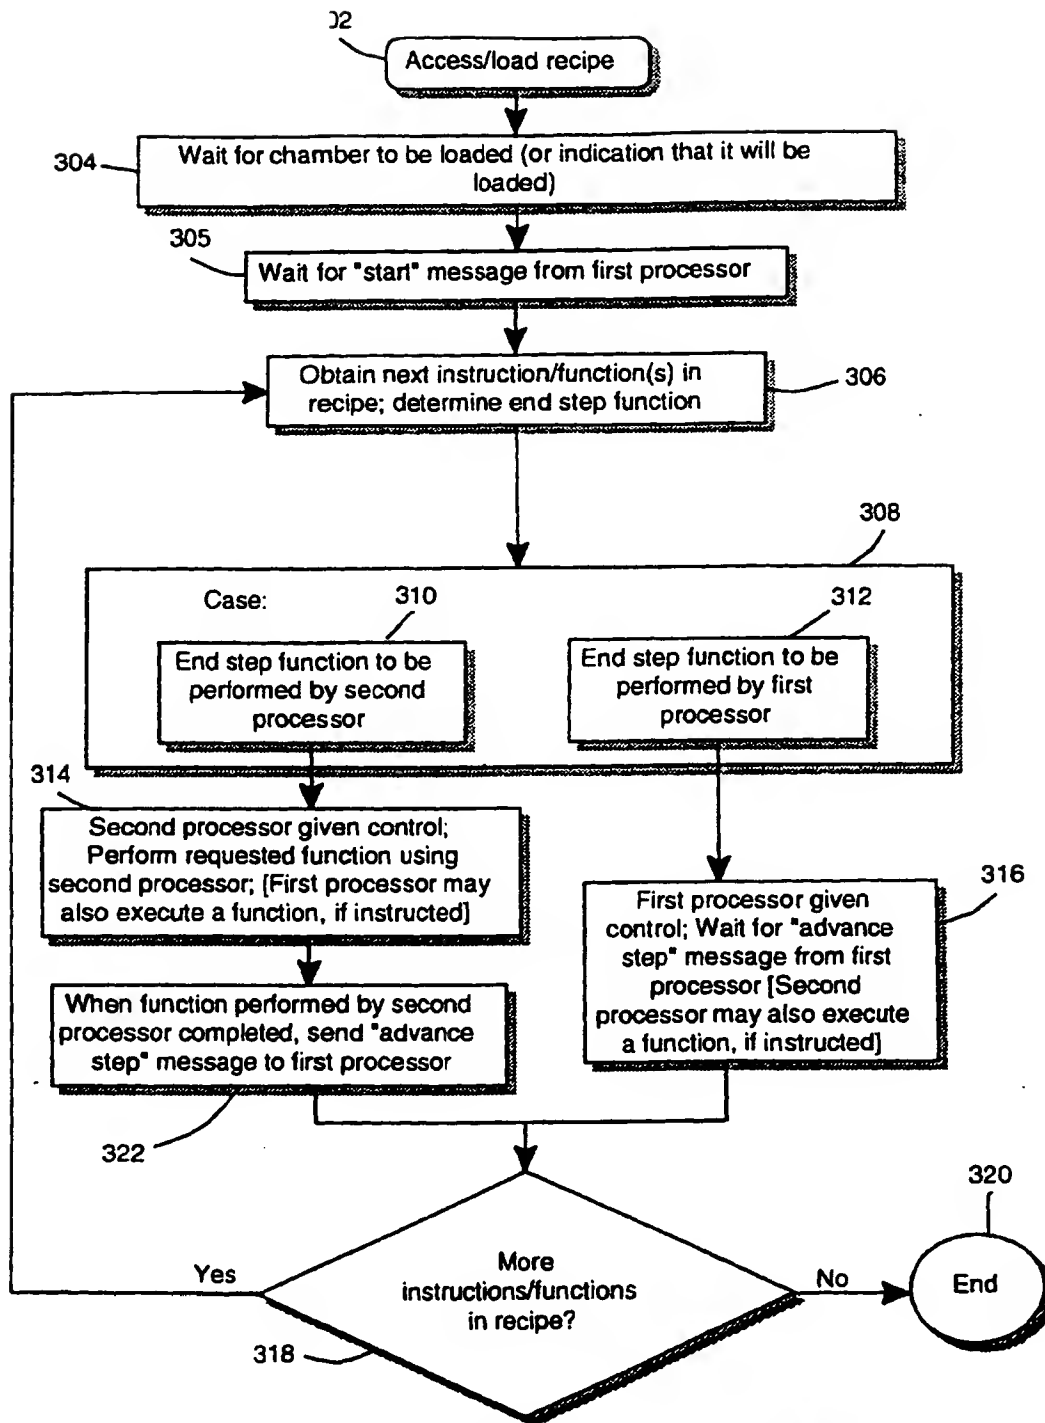 02
Access/load recipe
304
Wait for chamber to be loaded (or indication that it will be
loaded)
305
Wait for "start" message from first processor
Obtain next instruction/function(s) in
recipe; determine end step function
306
308
Case:
310
312
End step function to be
performed by second
processor
End step function to be
performed by first
processor
314
Second processor given control;
Perform requested function using
second processor; [First processor may
also execute a function, if instructed]
316
First processor given
control; Wait for "advance
step" message from first
processor [Second
processor may also execute
a function, if instructed]
When function performed by second
processor completed, send "advance
step" message to first processor
322
320
Yes
More
instructions/functions
in recipe?
No
End
318